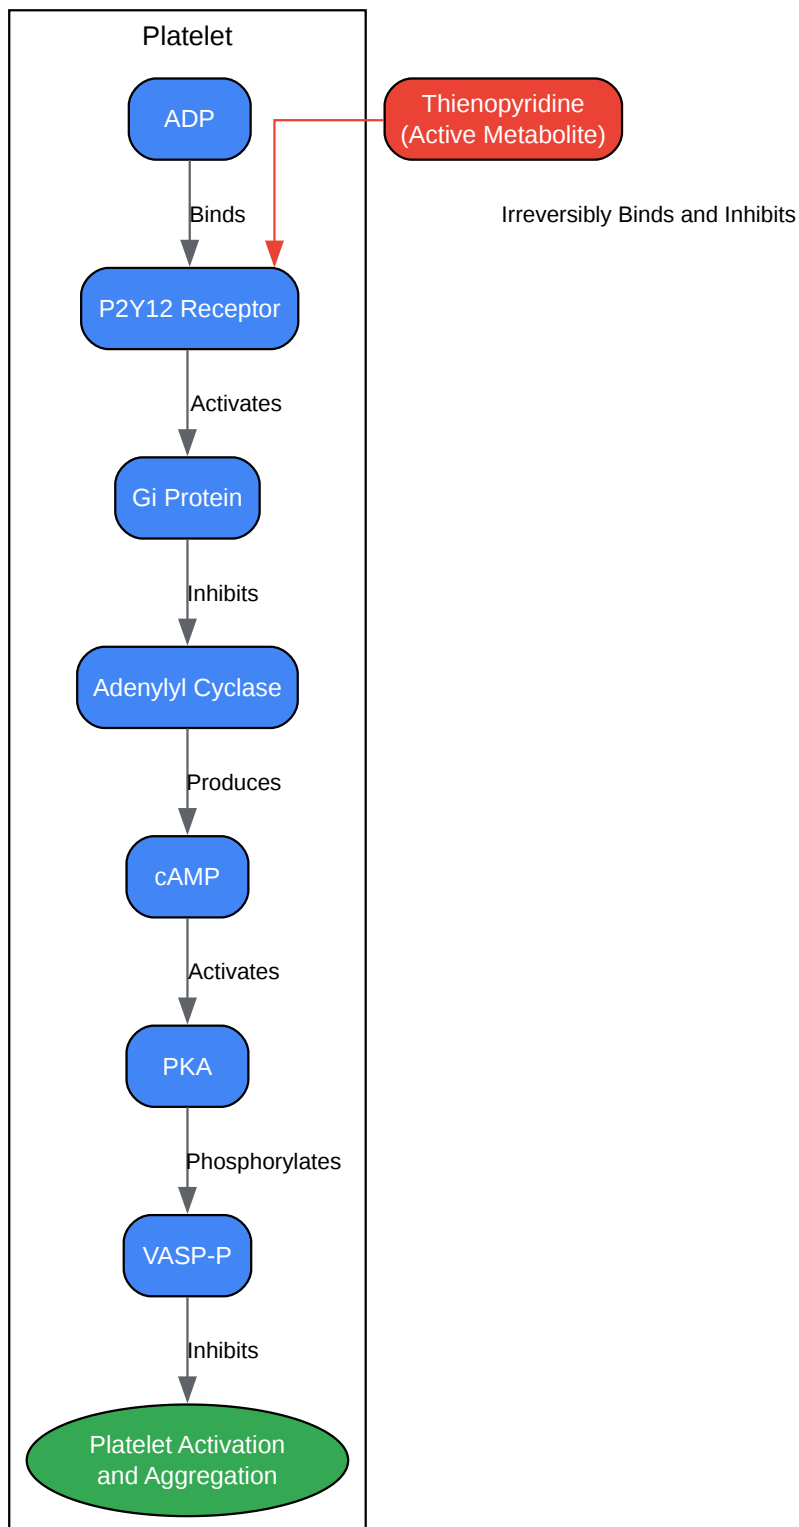 Platelet
ADP
Thienopyridine
(Active Metabolite)
Binds
Irreversibly Binds and Inhibits
P2Y12 Receptor
Activates
Gi Protein
Inhibits
Adenylyl Cyclase
Produces
cAMP
Activates
PKA
Phosphorylates
VASP-P
Inhibits
Platelet Activation
and Aggregation